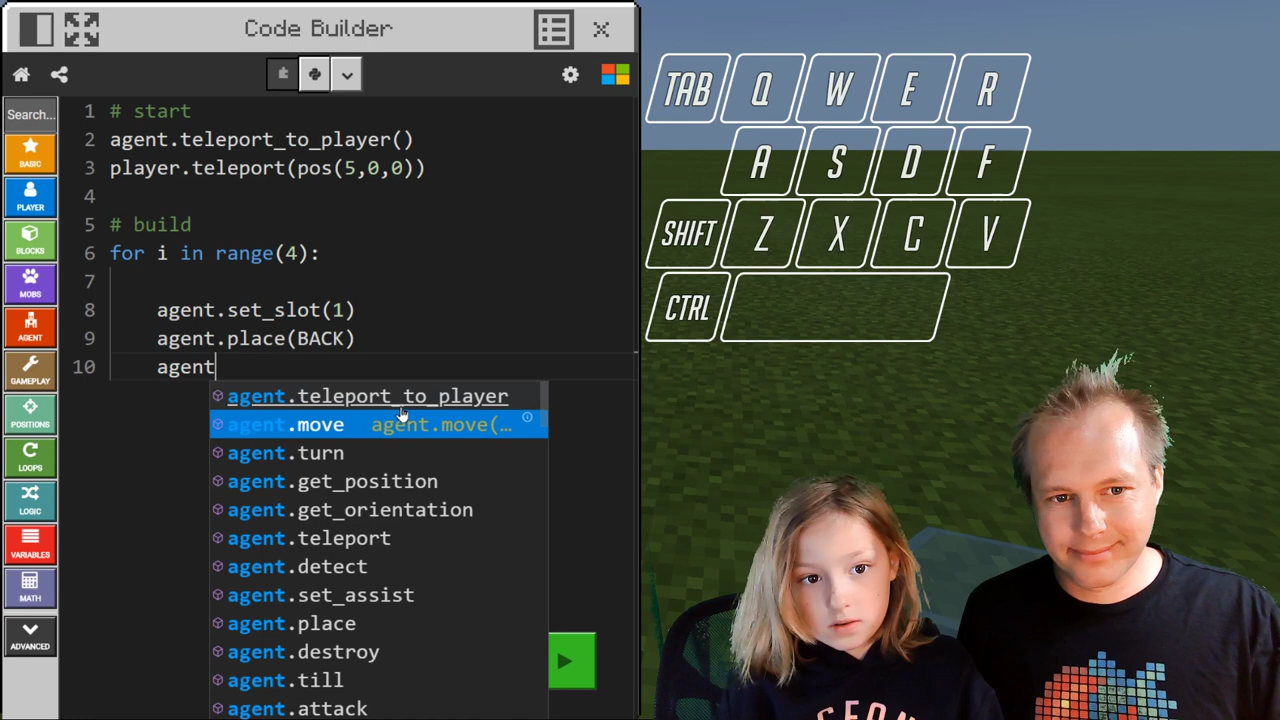 Code Builder
Search...
BASIC
PLAYER
BLOCKS
MOBS
AGENT
GAMEPLAY
POSITIONS
LOOPS
LOGIC
VARIABLES
MATH
ADVANCED
1 # start
2 agent.teleport_to_player()
3 player.teleport(pos(5,0,0))
4
5 # build
6 for i in range(4):
7
8 agent.set_slot(1)
9 agent.place(BACK)
10 agent
agent.teleport_to_player
agent.move agent.move(…
agent.turn
agent.get_position
agent.get_orientation
agent.teleport
agent.detect
agent.set_assist
agent.place
agent.destroy
agent.till
agent.attack
TAB Q W E R
A S D F
SHIFT Z X C V
CTRL